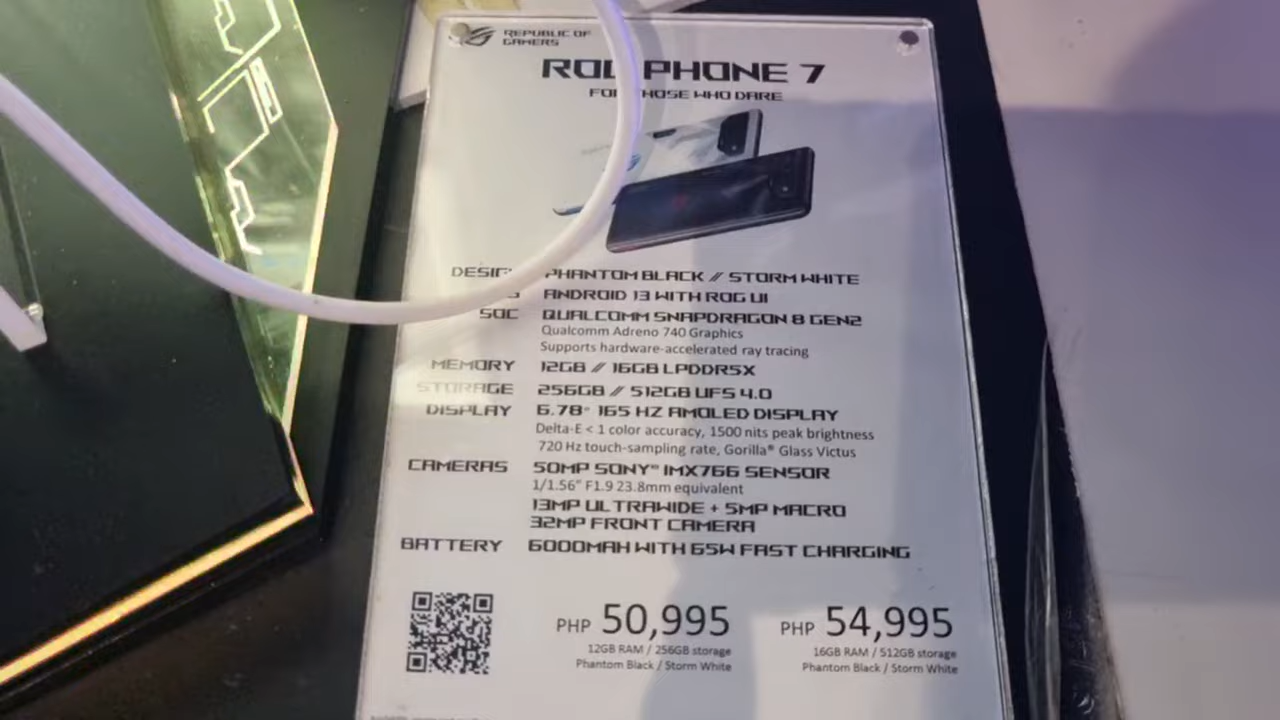 REPUBLIC OF
GAMERS
PHONE 7
WHO DARE
PHANTOM BLACK // STORM WHITE
ANDROID 13 WITH ROG UI
SOC QUALCOMM SNAPDRAGON 8 GEN2
Qualcomm Adreno 740 Graphics
Supports hardware-accelerated ray tracing
MEMORY 12GB // 16GB LPDDR5X
STORAGE 256GB // 512GB UFS 4.0
DISPLAY 6.78" 165 HZ AMOLED DISPLAY
Delta-E < 1 color accuracy, 1500 nits peak brightness
720 Hz touch-sampling rate, Gorilla® Glass Victus
CAMERAS 50MP SONY® IMX766 SENSOR
1/1.56" F1.9 23.8mm equivalent
13MP ULTRAWIDE + 5MP MACRO
32MP FRONT CAMERA
BATTERY 6000MAH WITH 65W FAST CHARGING
PHP 50,995 PHP 54,995
12GB RAM / 256GB storage 16GB RAM / 512GB storage
Phantom Black / Storm White Phantom Black / Storm White